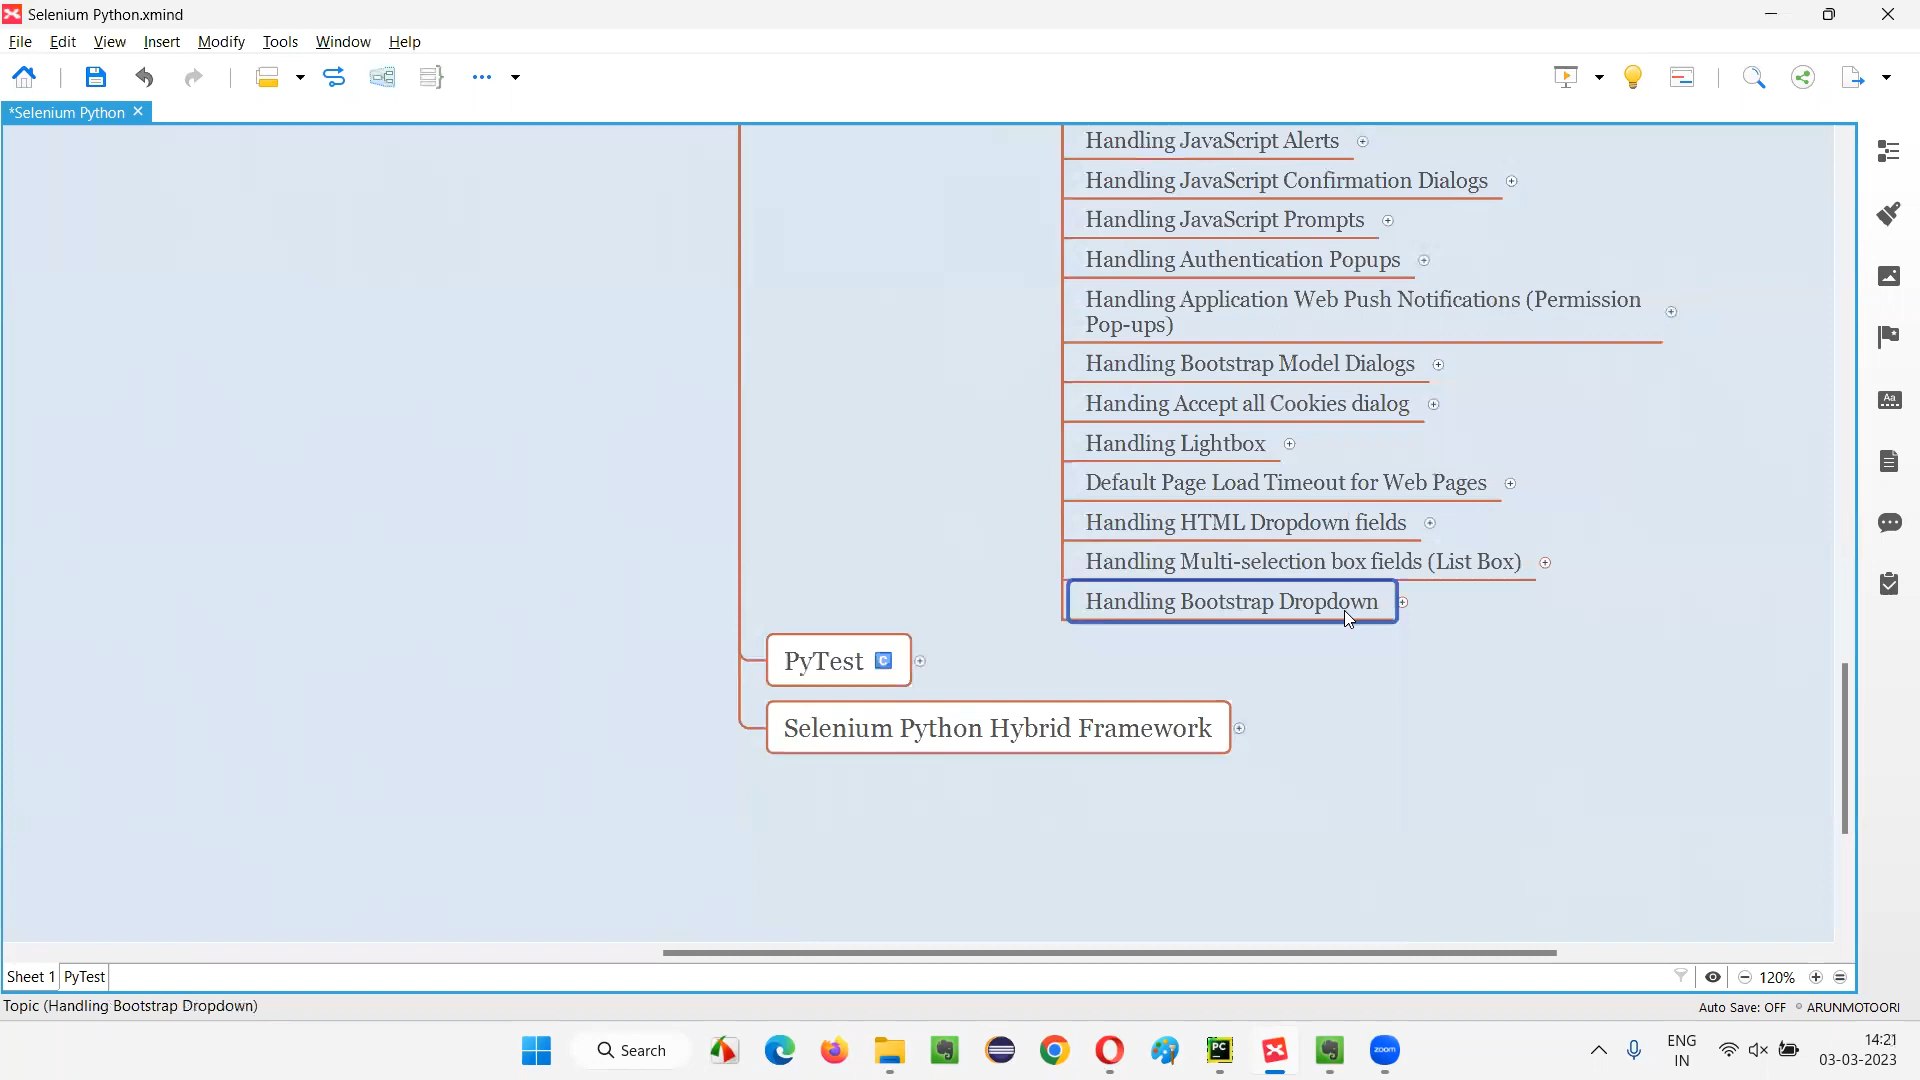 Selenium Python.xmind
File Edit View Insert Modify Tools Window Help
*Selenium Python
Handling JavaScript Alerts
Handling JavaScript Confirmation Dialogs
Handling JavaScript Prompts
Handling Authentication Popups
Handling Application Web Push Notifications (Permission
Pop-ups)
Handling Bootstrap Model Dialogs
Handing Accept all Cookies dialog
Handling Lightbox
Default Page Load Timeout for Web Pages
Handling HTML Dropdown fields
Handling Multi-selection box fields (List Box)
Handling Bootstrap Dropdown
PyTest C
Selenium Python Hybrid Framework
Aa
Sheet 1 PyTest
120%
Topic (Handling Bootstrap Dropdown)
Auto Save: OFF ARUNMOTOORI
Search
PC
zoom
ENG
IN
14:21
03-03-2023